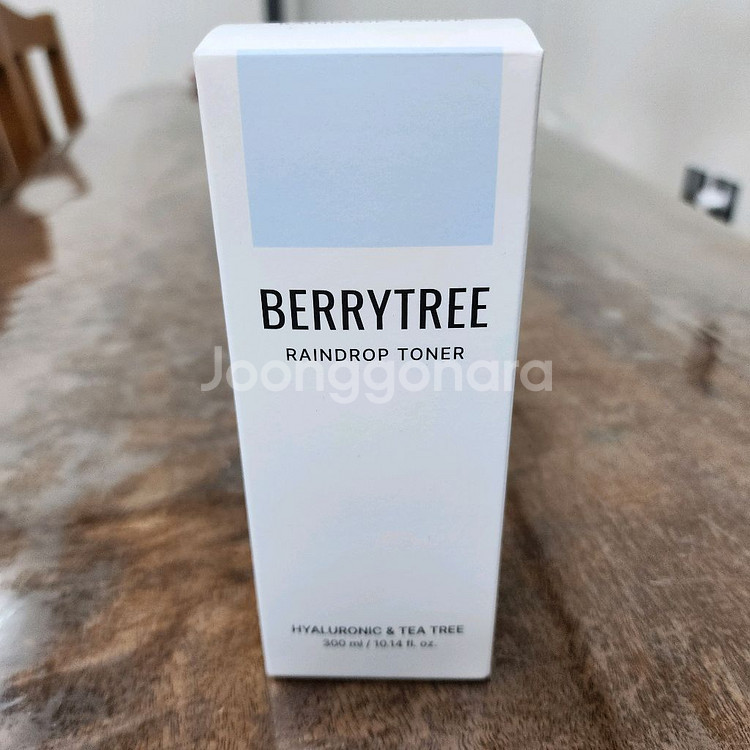 BERRYTREE
RAINDROP TONER
Joonggonara
HYALURONIC & TEA TREE
300 ml / 10.14 fl. oz.